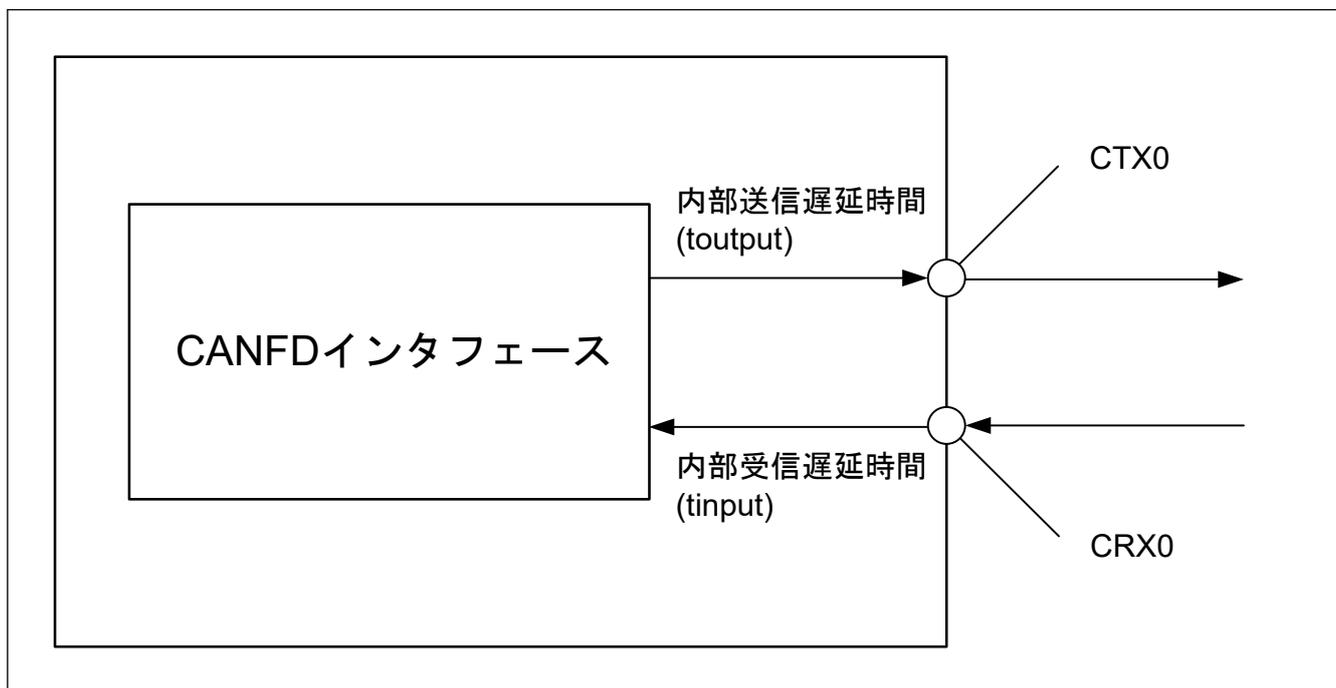 CTX0
内部送信遅延時間
(toutput)
CANFDインタフェース
内部受信遅延時間
(tinput)
CRX0